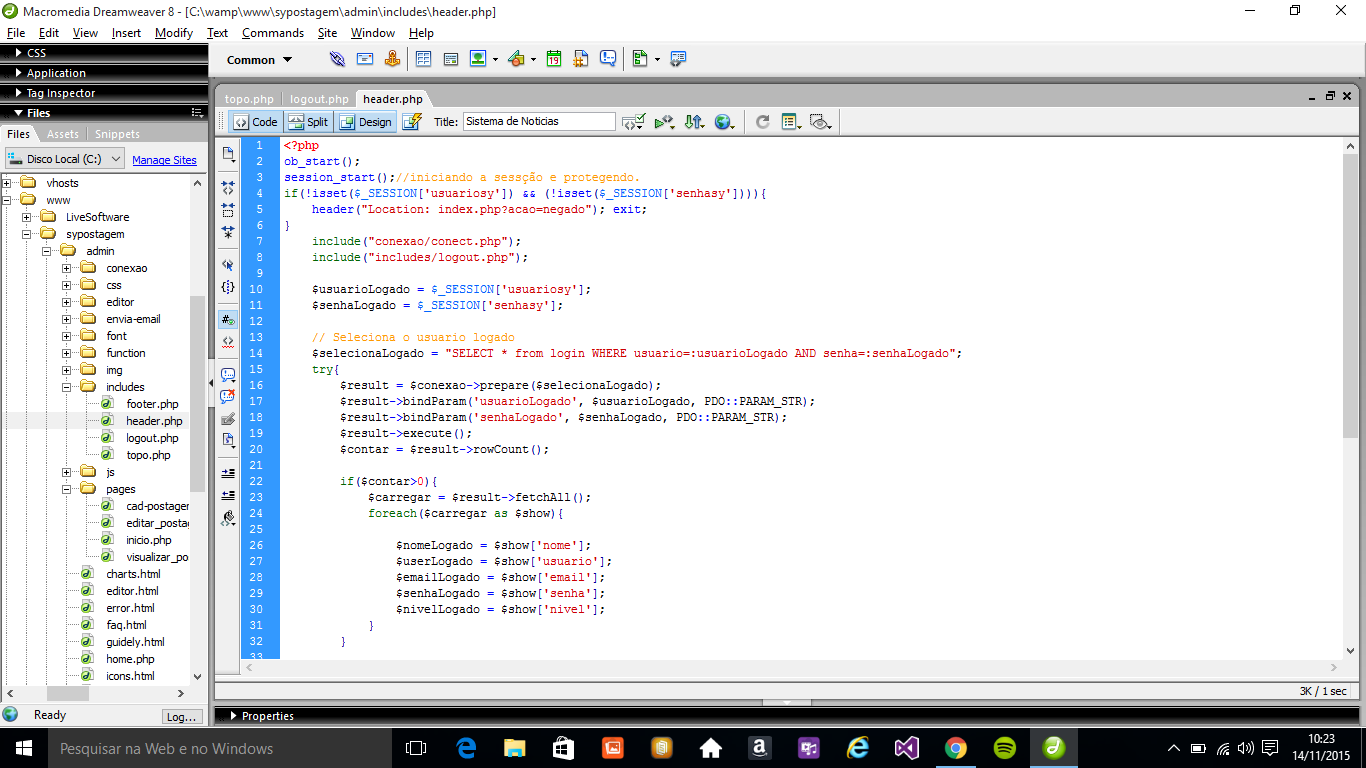 Macromedia Dreamweaver 8 - [C:\wamp\www\sypostagem\admin\includes\header.php]
File Edit View Insert Modify Text Commands Site Window Help
CSS
Application
Tag Inspector
Files
Files Assets Snippets
Disco Local (C:) Manage Sites
vhosts
www
LiveSoftware
sypostagem
admin
conexao
css
editor
envia-email
font
function
img
includes
footer.php
header.php
logout.php
topo.php
js
pages
cad-postager
editar_posta
inicio.php
visualizar_po
charts.html
editor.html
error.html
faq.html
guidely.html
home.php
icons.html
Ready Log...
Common
topo.php logout.php header.php
Code Split Design Title: Sistema de Noticias
1 <?php
2 ob_start();
3 session_start();//iniciando a sessção e protegendo.
4 if(!isset($_SESSION['usuariosy']) && (!isset($_SESSION['senhasy']))){
5 header("Location: index.php?acao=negado"); exit;
6 }
7 include("conexao/conect.php");
8 include("includes/logout.php");
9
10 $usuarioLogado = $_SESSION['usuariosy'];
11 $senhaLogado = $_SESSION['senhasy'];
12
13 // Seleciona o usuario logado
14 $selecionaLogado = "SELECT * from login WHERE usuario=:usuarioLogado AND senha=:senhaLogado";
15 try{
16 $result = $conexao->prepare($selecionaLogado);
17 $result->bindParam('usuarioLogado', $usuarioLogado, PDO::PARAM_STR);
18 $result->bindParam('senhaLogado', $senhaLogado, PDO::PARAM_STR);
19 $result->execute();
20 $contar = $result->rowCount();
21
22 if($contar>0){
23 $carregar = $result->fetchAll();
24 foreach($carregar as $show){
25
26 $nomeLogado = $show['nome'];
27 $userLogado = $show['usuario'];
28 $emailLogado = $show['email'];
29 $senhaLogado = $show['senha'];
30 $nivelLogado = $show['nivel'];
31 }
32 }
33
3K / 1 sec
Properties
Pesquisar na Web e no Windows
10:23
14/11/2015